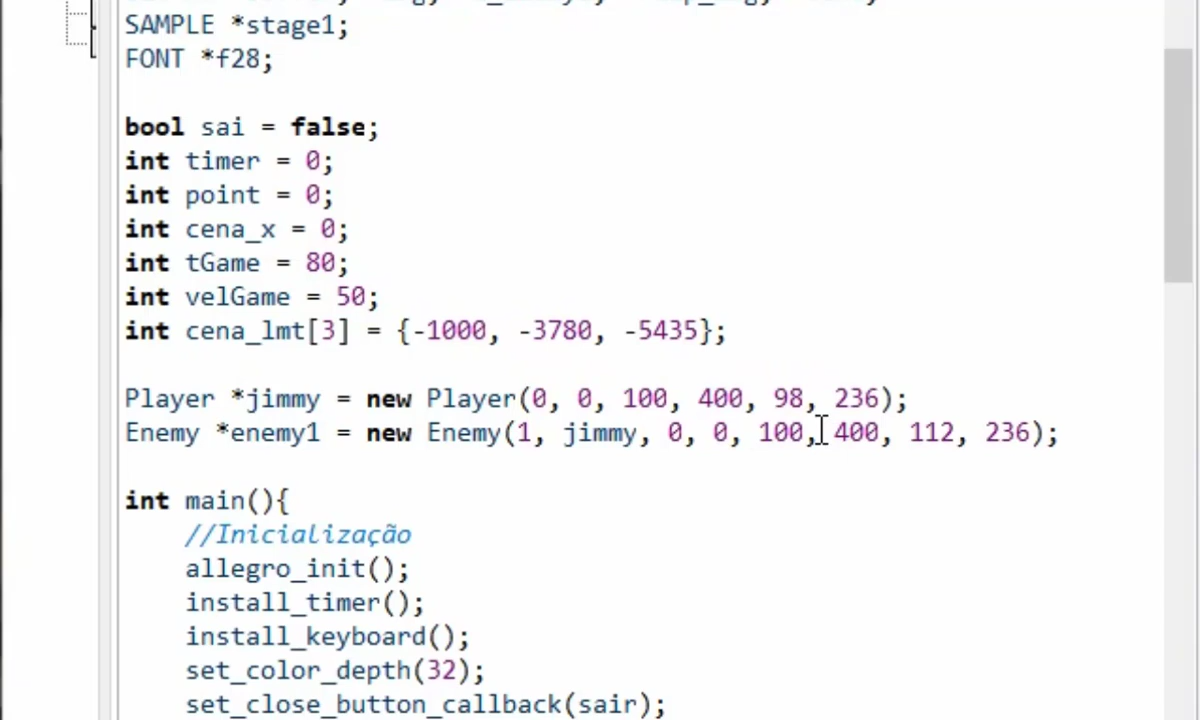 SAMPLE *stage1;
FONT *f28;
bool sai = false;
int timer = 0;
int point = 0;
int cena_x = 0;
int tGame = 80;
int velGame = 50;
int cena_lmt[3] = {-1000, -3780, -5435};
Player *jimmy = new Player(0, 0, 100, 400, 98, 236);
Enemy *enemy1 = new Enemy(1, jimmy, 0, 0, 100, 400, 112, 236);
int main(){
//Inicialização
allegro_init();
install_timer();
install_keyboard();
set_color_depth(32);
set_close_button_callback(sair);